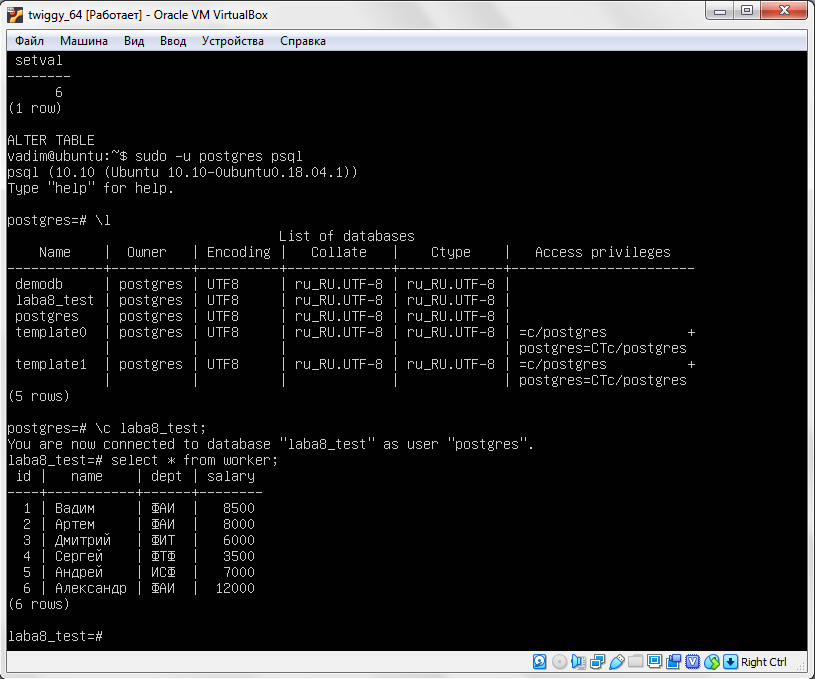 twiggy_64 [Работает] - Oracle VM VirtualBox
Файл Машина Вид Ввод Устройства Справка
 setval
--------
      6
(1 row)

ALTER TABLE
vadim@ubuntu:~$ sudo -u postgres psql
psql (10.10 (Ubuntu 10.10-0ubuntu0.18.04.1))
Type "help" for help.

postgres=# \l
                                  List of databases
    Name     |  Owner   | Encoding |   Collate   |    Ctype    |   Access privileges
-------------+----------+----------+-------------+-------------+-----------------------
 demodb      | postgres | UTF8     | ru_RU.UTF-8 | ru_RU.UTF-8 |
 laba8_test  | postgres | UTF8     | ru_RU.UTF-8 | ru_RU.UTF-8 |
 postgres    | postgres | UTF8     | ru_RU.UTF-8 | ru_RU.UTF-8 |
 template0   | postgres | UTF8     | ru_RU.UTF-8 | ru_RU.UTF-8 | =c/postgres          +
             |          |          |             |             | postgres=CTc/postgres
 template1   | postgres | UTF8     | ru_RU.UTF-8 | ru_RU.UTF-8 | =c/postgres          +
             |          |          |             |             | postgres=CTc/postgres
(5 rows)

postgres=# \c laba8_test;
You are now connected to database "laba8_test" as user "postgres".
laba8_test=# select * from worker;
 id |   name    | dept | salary
----+-----------+------+--------
  1 | Вадим     | ФАИ  |   8500
  2 | Артем     | ФАИ  |   8000
  3 | Дмитрий   | ФИТ  |   6000
  4 | Сергей    | ФТФ  |   3500
  5 | Андрей    | ИСФ  |   7000
  6 | Александр | ФАИ  |  12000
(6 rows)

laba8_test=#
Right Ctrl